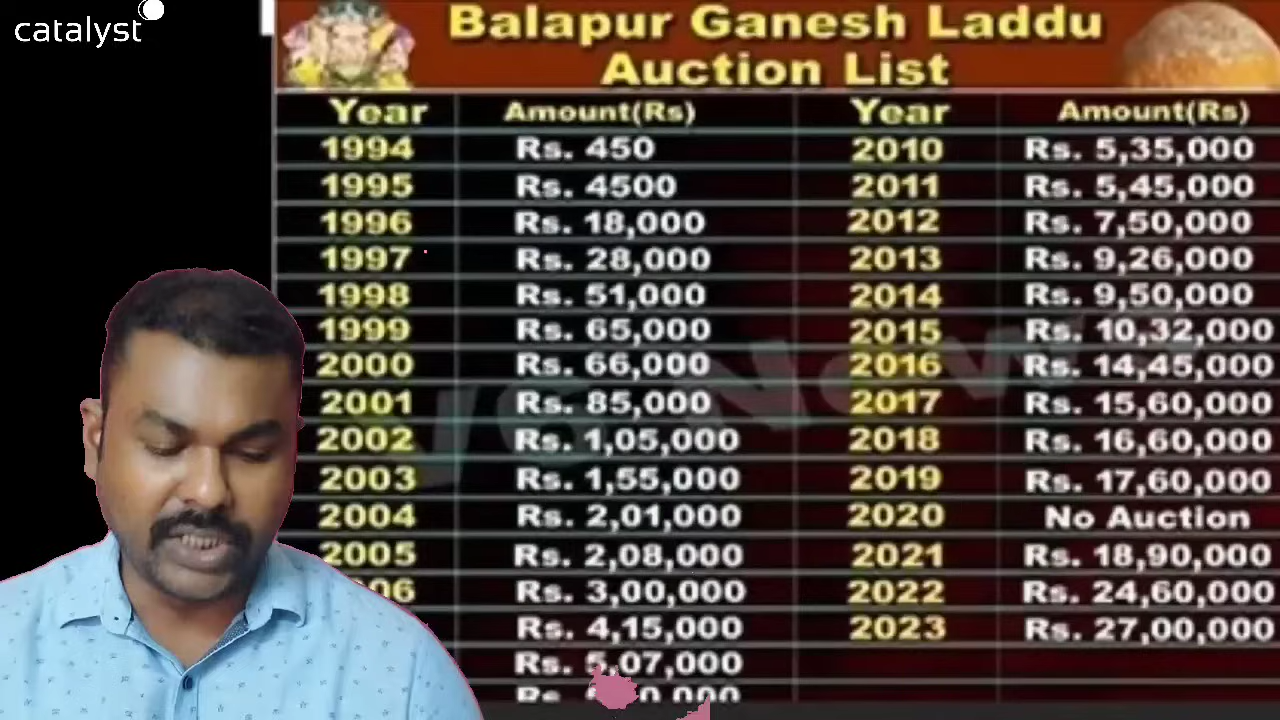 catalyst
Balapur Ganesh Laddu
Auction List
Year Amount(Rs) Year Amount(Rs)
1994 Rs. 450 2010 Rs. 5,35,000
1995 Rs. 4500 2011 Rs. 5,45,000
1996 Rs. 18,000 2012 Rs. 7,50,000
1997 Rs. 28,000 2013 Rs. 9,26,000
1998 Rs. 51,000 2014 Rs. 9,50,000
1999 Rs. 65,000 2015 Rs. 10,32,000
2000 Rs. 66,000 2016 Rs. 14,45,000
2001 Rs. 85,000 2017 Rs. 15,60,000
2002 Rs. 1,05,000 2018 Rs. 16,60,000
2003 Rs. 1,55,000 2019 Rs. 17,60,000
2004 Rs. 2,01,000 2020 No Auction
2005 Rs. 2,08,000 2021 Rs. 18,90,000
06 Rs. 3,00,000 2022 Rs. 24,60,000
Rs. 4,15,000 2023 Rs. 27,00,000
Rs. 5,07,000
Rs.
V6 News